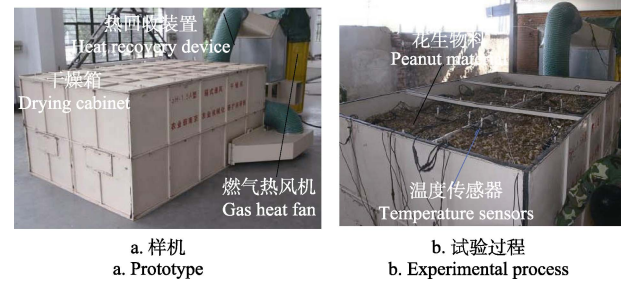 热回收装置
Heat recovery device
干燥箱
Drying cabinet
燃气热风机
Gas heat fan
花生物料
Peanut material
温度传感器
Temperature sensors
a. 样机
a. Prototype
b. 试验过程
b. Experimental process